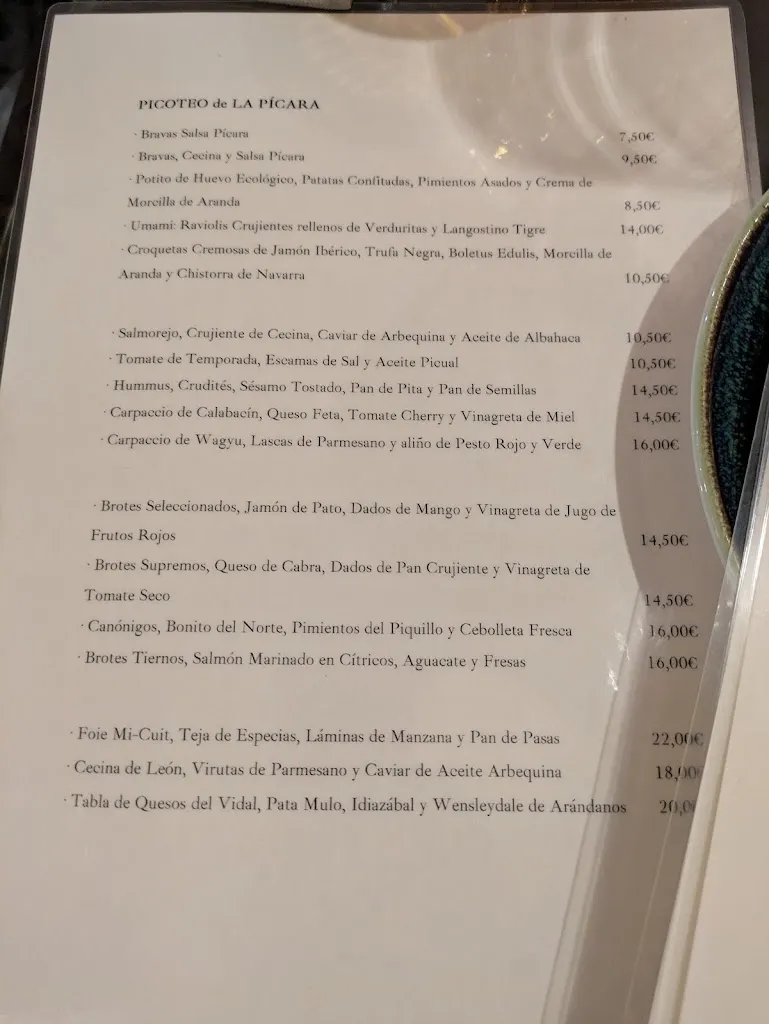 PICOTEO de LA PÍCARA
· Bravas Salsa Pícara 7,50€
· Bravas, Cecina y Salsa Pícara 9,50€
· Potito de Huevo Ecológico, Patatas Confitadas, Pimientos Asados y Crema de
Morcilla de Aranda 8,50€
· Umami: Raviolis Crujientes rellenos de Verduritas y Langostino Tigre 14,00€
· Croquetas Cremosas de Jamón Ibérico, Trufa Negra, Boletus Edulis, Morcilla de
Aranda y Chistorra de Navarra 10,50€
· Salmorejo, Crujiente de Cecina, Caviar de Arbequina y Aceite de Albahaca 10,50€
· Tomate de Temporada, Escamas de Sal y Aceite Picual 10,50€
· Hummus, Crudités, Sésamo Tostado, Pan de Pita y Pan de Semillas 14,50€
· Carpaccio de Calabacín, Queso Feta, Tomate Cherry y Vinagreta de Miel 14,50€
· Carpaccio de Wagyu, Lascas de Parmesano y aliño de Pesto Rojo y Verde 16,00€
· Brotes Seleccionados, Jamón de Pato, Dados de Mango y Vinagreta de Jugo de
Frutos Rojos 14,50€
· Brotes Supremos, Queso de Cabra, Dados de Pan Crujiente y Vinagreta de
Tomate Seco 14,50€
· Canónigos, Bonito del Norte, Pimientos del Piquillo y Cebolleta Fresca 16,00€
· Brotes Tiernos, Salmón Marinado en Cítricos, Aguacate y Fresas 16,00€
· Foie Mi-Cuit, Teja de Especias, Láminas de Manzana y Pan de Pasas 22,00€
· Cecina de León, Virutas de Parmesano y Caviar de Aceite Arbequina 18,00
· Tabla de Quesos del Vidal, Pata Mulo, Idiazábal y Wensleydale de Arándanos 20,0